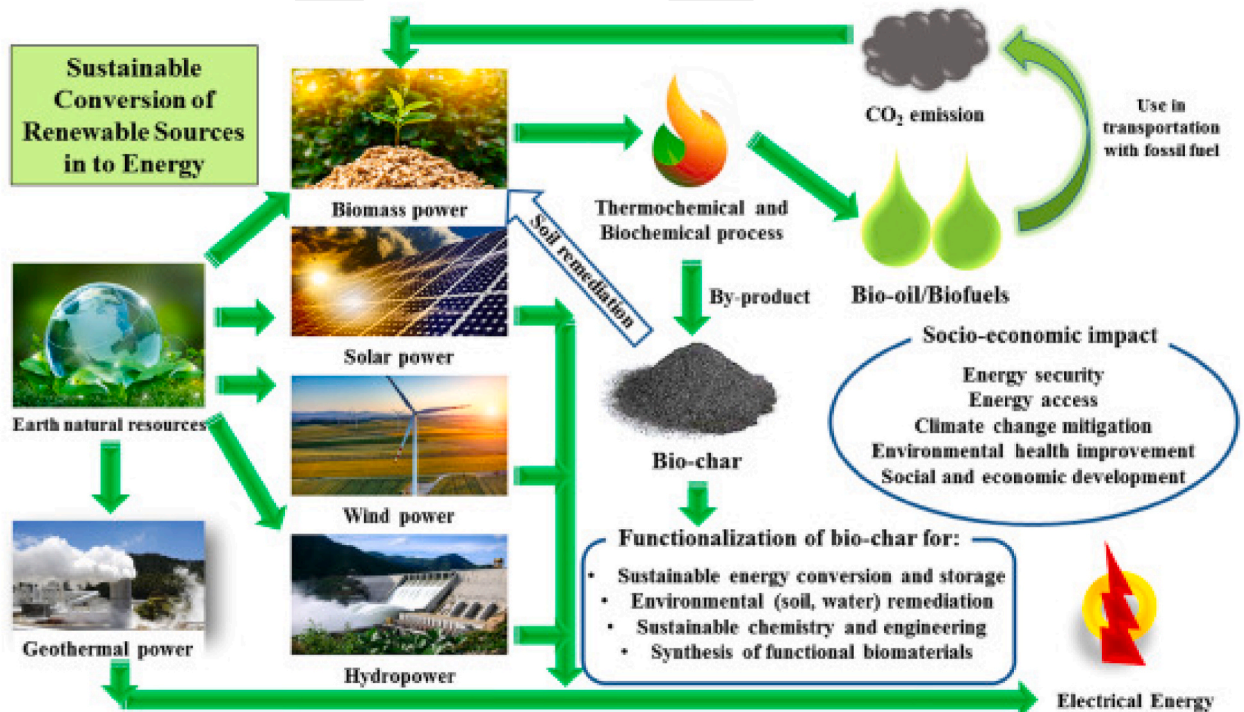 Sustainable
Conversion of
Renewable Sources
in to Energy
Biomass power
Solar power
Wind power
Hydropower
Earth natural resources
Geothermal power
Thermochemical and
Biochemical process
Soil remediation
By-product
Bio-char
CO₂ emission
Use in
transportation
with fossil fuel
Bio-oil/Biofuels
Socio-economic impact
Energy security
Energy access
Climate change mitigation
Environmental health improvement
Social and economic development
Functionalization of bio-char for:
• Sustainable energy conversion and storage
• Environmental (soil, water) remediation
• Sustainable chemistry and engineering
• Synthesis of functional biomaterials
Electrical Energy